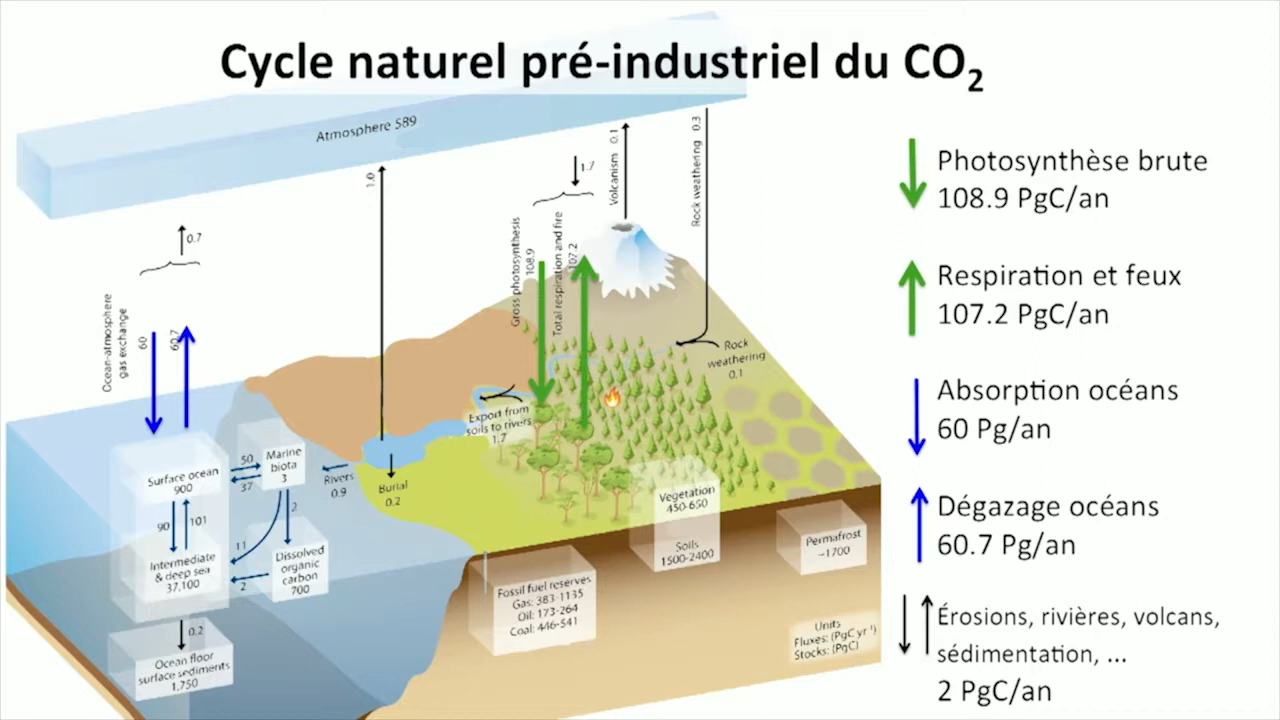 Cycle naturel pré-industriel du CO2
Atmosphere 589
0.7
Ocean-atmosphere
gas exchange
60
60.7
1.0
1.7
Gross photosynthesis
108.9
Total respiration and fire
107.2
Volcanism 0.1
Rock weathering 0.3
Rock
weathering
0.1
Export from
soils to rivers
1.7
Surface ocean
900
50
37
Marine
biota
3
Rivers
0.9
Burial
0.2
90
101
2
11
Intermediate
& deep sea
37,100
2
Dissolved
organic
carbon
700
0.2
Ocean floor
surface sediments
1,750
Vegetation
450-650
Soils
1500-2400
Permafrost
~1700
Fossil fuel reserves
Gas: 383-1135
Oil: 173-264
Coal: 446-541
Units
Fluxes: (PgC yr⁻¹)
Stocks: (PgC)
Photosynthèse brute
108.9 PgC/an
Respiration et feux
107.2 PgC/an
Absorption océans
60 Pg/an
Dégazage océans
60.7 Pg/an
Érosions, rivières, volcans,
sédimentation, ...
2 PgC/an